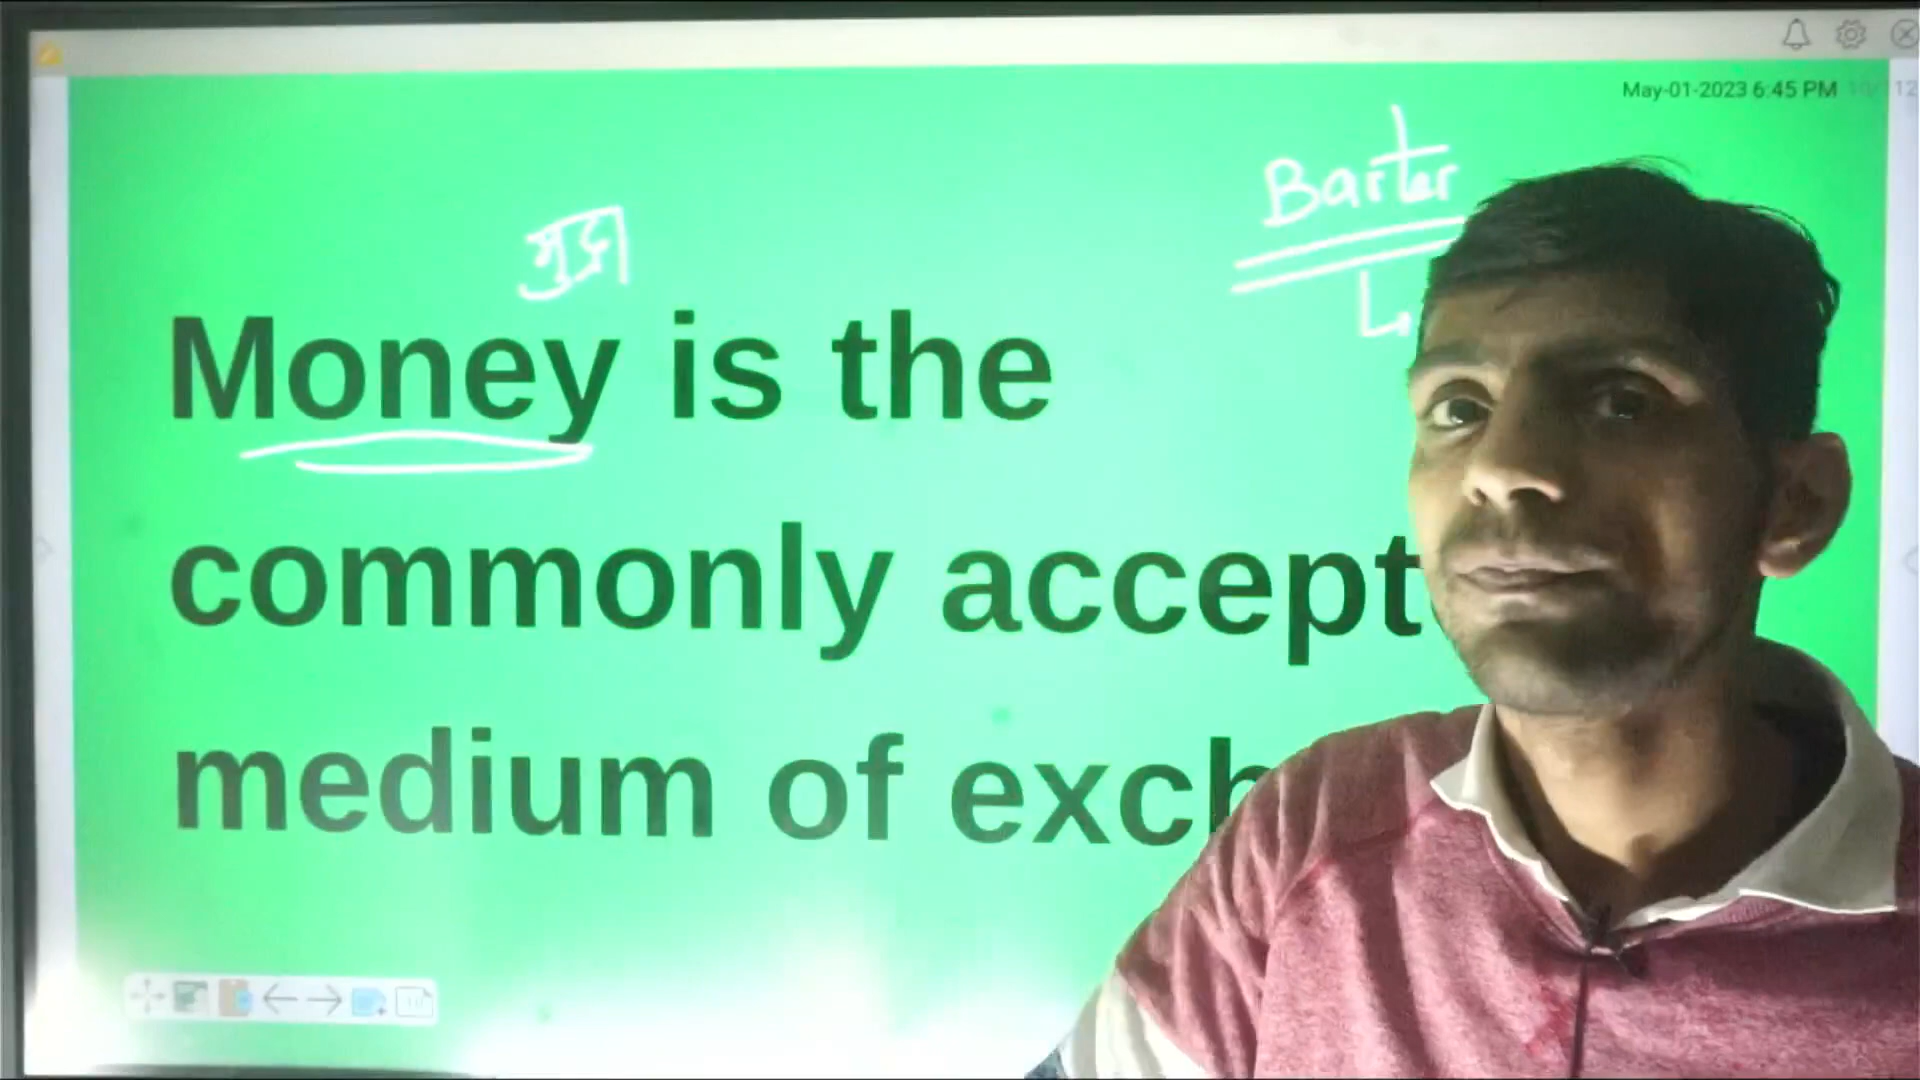 May-01-2023 6:45 PM
Barter
मुद्रा
Money is the
commonly accept
medium of exch